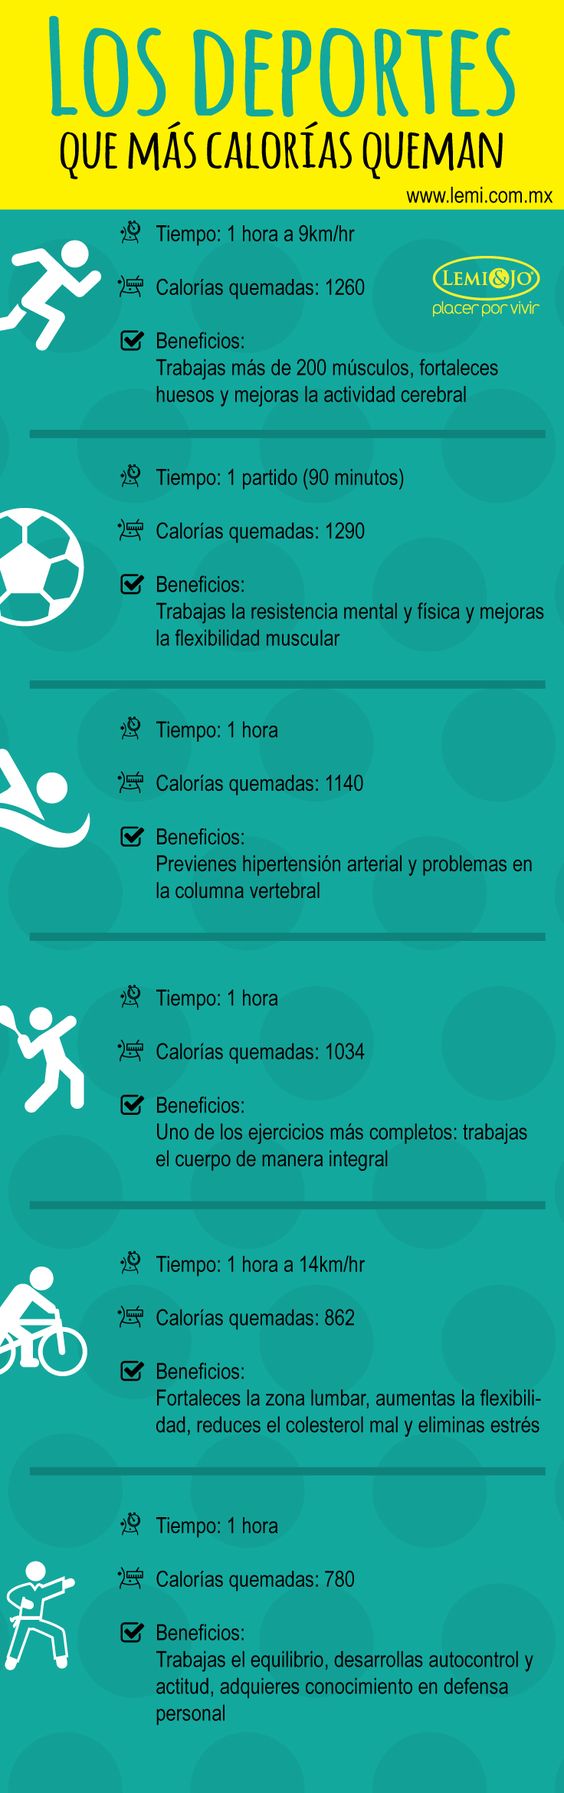 LOS DEPORTES
QUE MÁS CALORÍAS QUEMAN
www.lemi.com.mx
Tiempo: 1 hora a 9km/hr
LEMI&JO®
placer por vivir
Calorías quemadas: 1260
Beneficios:
Trabajas más de 200 músculos, fortaleces
huesos y mejoras la actividad cerebral
Tiempo: 1 partido (90 minutos)
Calorías quemadas: 1290
Beneficios:
Trabajas la resistencia mental y física y mejoras
la flexibilidad muscular
Tiempo: 1 hora
Calorías quemadas: 1140
Beneficios:
Previenes hipertensión arterial y problemas en
la columna vertebral
Tiempo: 1 hora
Calorías quemadas: 1034
Beneficios:
Uno de los ejercicios más completos: trabajas
el cuerpo de manera integral
Tiempo: 1 hora a 14km/hr
Calorías quemadas: 862
Beneficios:
Fortaleces la zona lumbar, aumentas la flexibili-
dad, reduces el colesterol mal y eliminas estrés
Tiempo: 1 hora
Calorías quemadas: 780
Beneficios:
Trabajas el equilibrio, desarrollas autocontrol y
actitud, adquieres conocimiento en defensa
personal